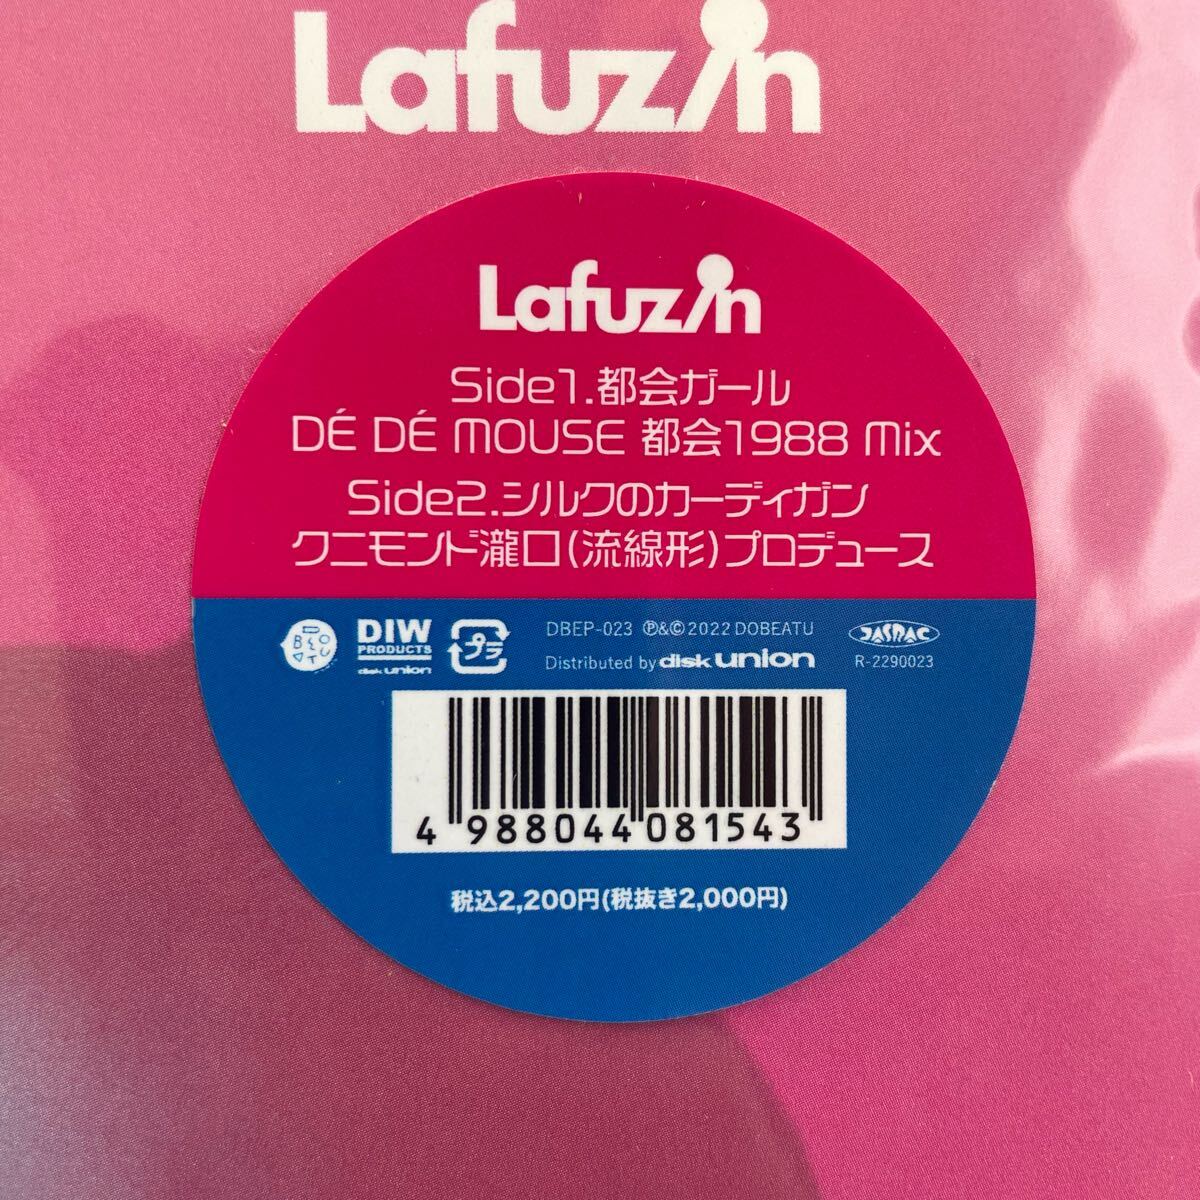 Lafuzin
Lafuzin
Side1.都会ガール
DÉ DÉ MOUSE 都会1988 Mix
Side2.シルクのカーディガン
クニモンド瀧口(流線形)プロデュース
DIW
PRODUCTS
disk union
プラ
DBEP-023 ℗&©2022 DOBEATU
Distributed by disk union
JASRAC
R-2290023
4 988044 081543
税込2,200円(税抜き2,000円)